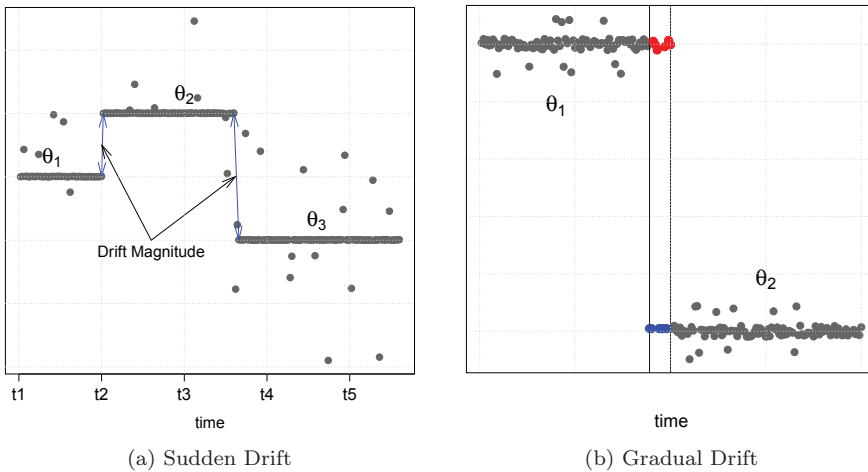 θ1
θ2
θ3
Drift Magnitude
t1 t2 t3 t4 t5
time
(a) Sudden Drift
θ1
θ2
time
(b) Gradual Drift